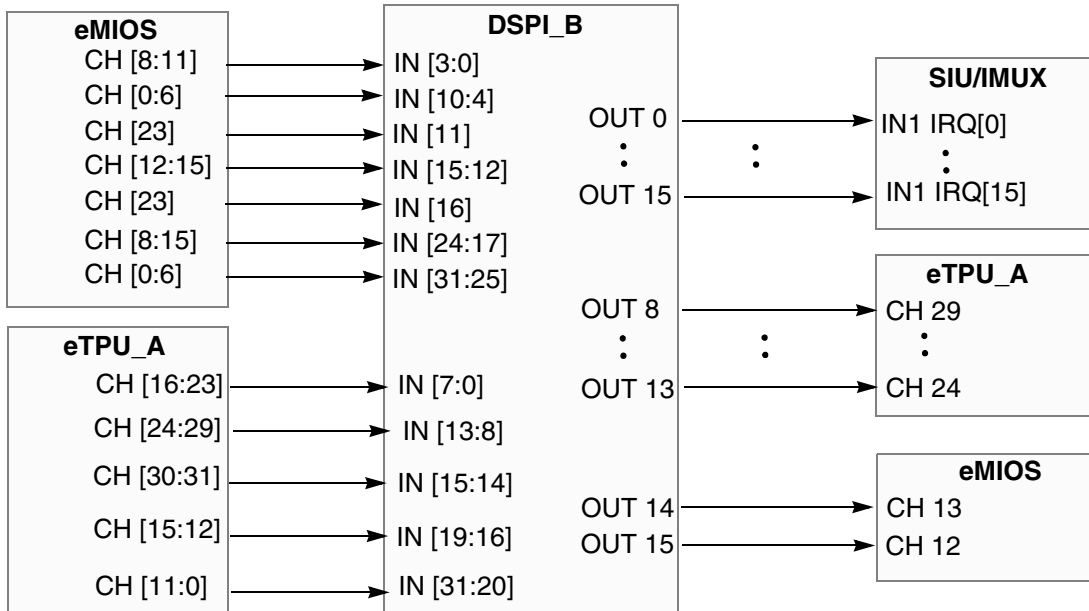 eMIOS
CH [8:11]
CH [0:6]
CH [23]
CH [12:15]
CH [23]
CH [8:15]
CH [0:6]
eTPU_A
CH [16:23]
CH [24:29]
CH [30:31]
CH [15:12]
CH [11:0]
DSPI_B
IN [3:0]
IN [10:4]
IN [11]
IN [15:12]
IN [16]
IN [24:17]
IN [31:25]
IN [7:0]
IN [13:8]
IN [15:14]
IN [19:16]
IN [31:20]
OUT 0
OUT 15
OUT 8
OUT 13
OUT 14
OUT 15
SIU/IMUX
IN1 IRQ[0]
IN1 IRQ[15]
eTPU_A
CH 29
CH 24
eMIOS
CH 13
CH 12